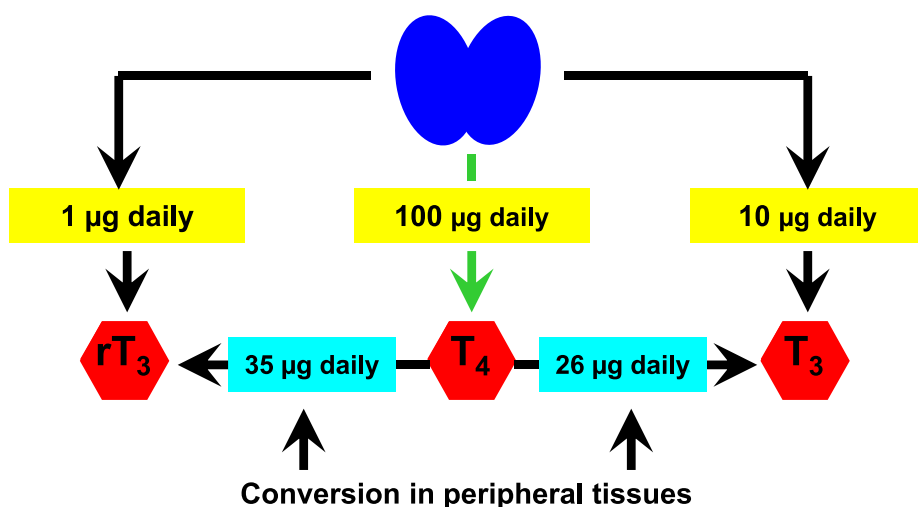 1 µg daily
100 µg daily
10 µg daily
rT3
35 µg daily
T4
26 µg daily
T3
Conversion in peripheral tissues